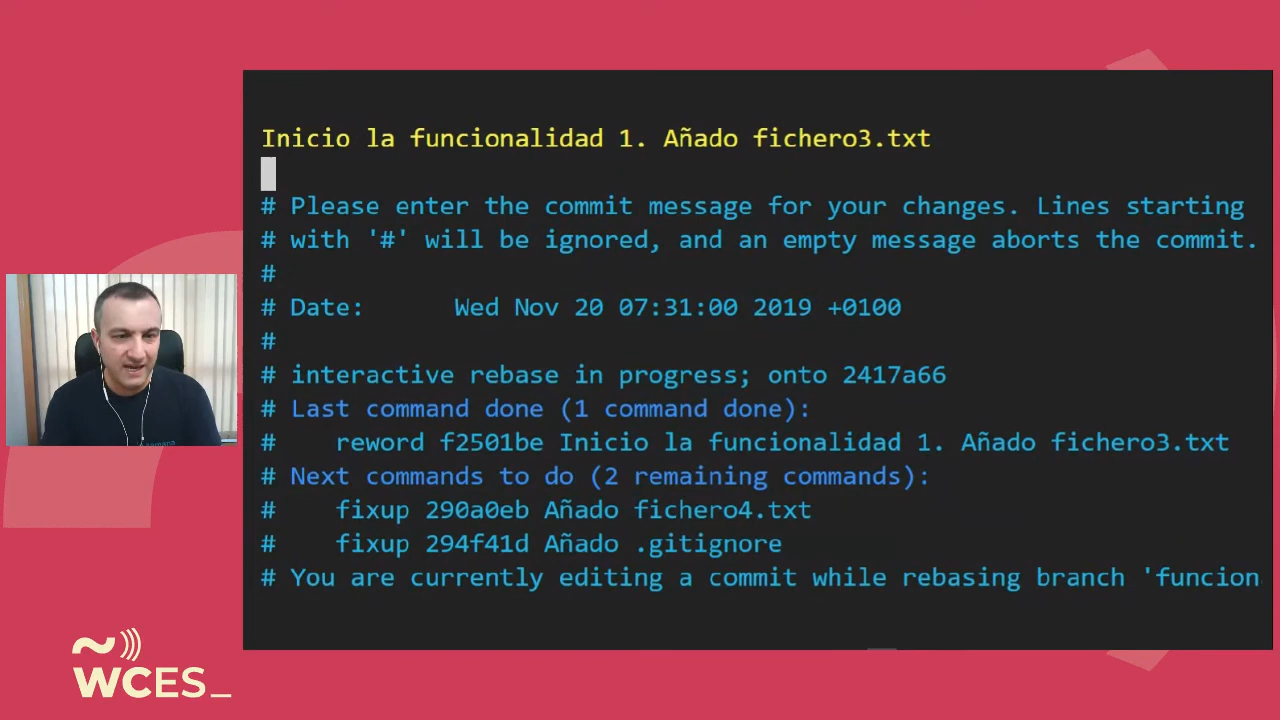 Inicio la funcionalidad 1. Añado fichero3.txt
# Please enter the commit message for your changes. Lines starting
# with '#' will be ignored, and an empty message aborts the commit.
#
# Date: Wed Nov 20 07:31:00 2019 +0100
#
# interactive rebase in progress; onto 2417a66
# Last command done (1 command done):
# reword f2501be Inicio la funcionalidad 1. Añado fichero3.txt
# Next commands to do (2 remaining commands):
# fixup 290a0eb Añado fichero4.txt
# fixup 294f41d Añado .gitignore
# You are currently editing a commit while rebasing branch 'funcion
WCES_